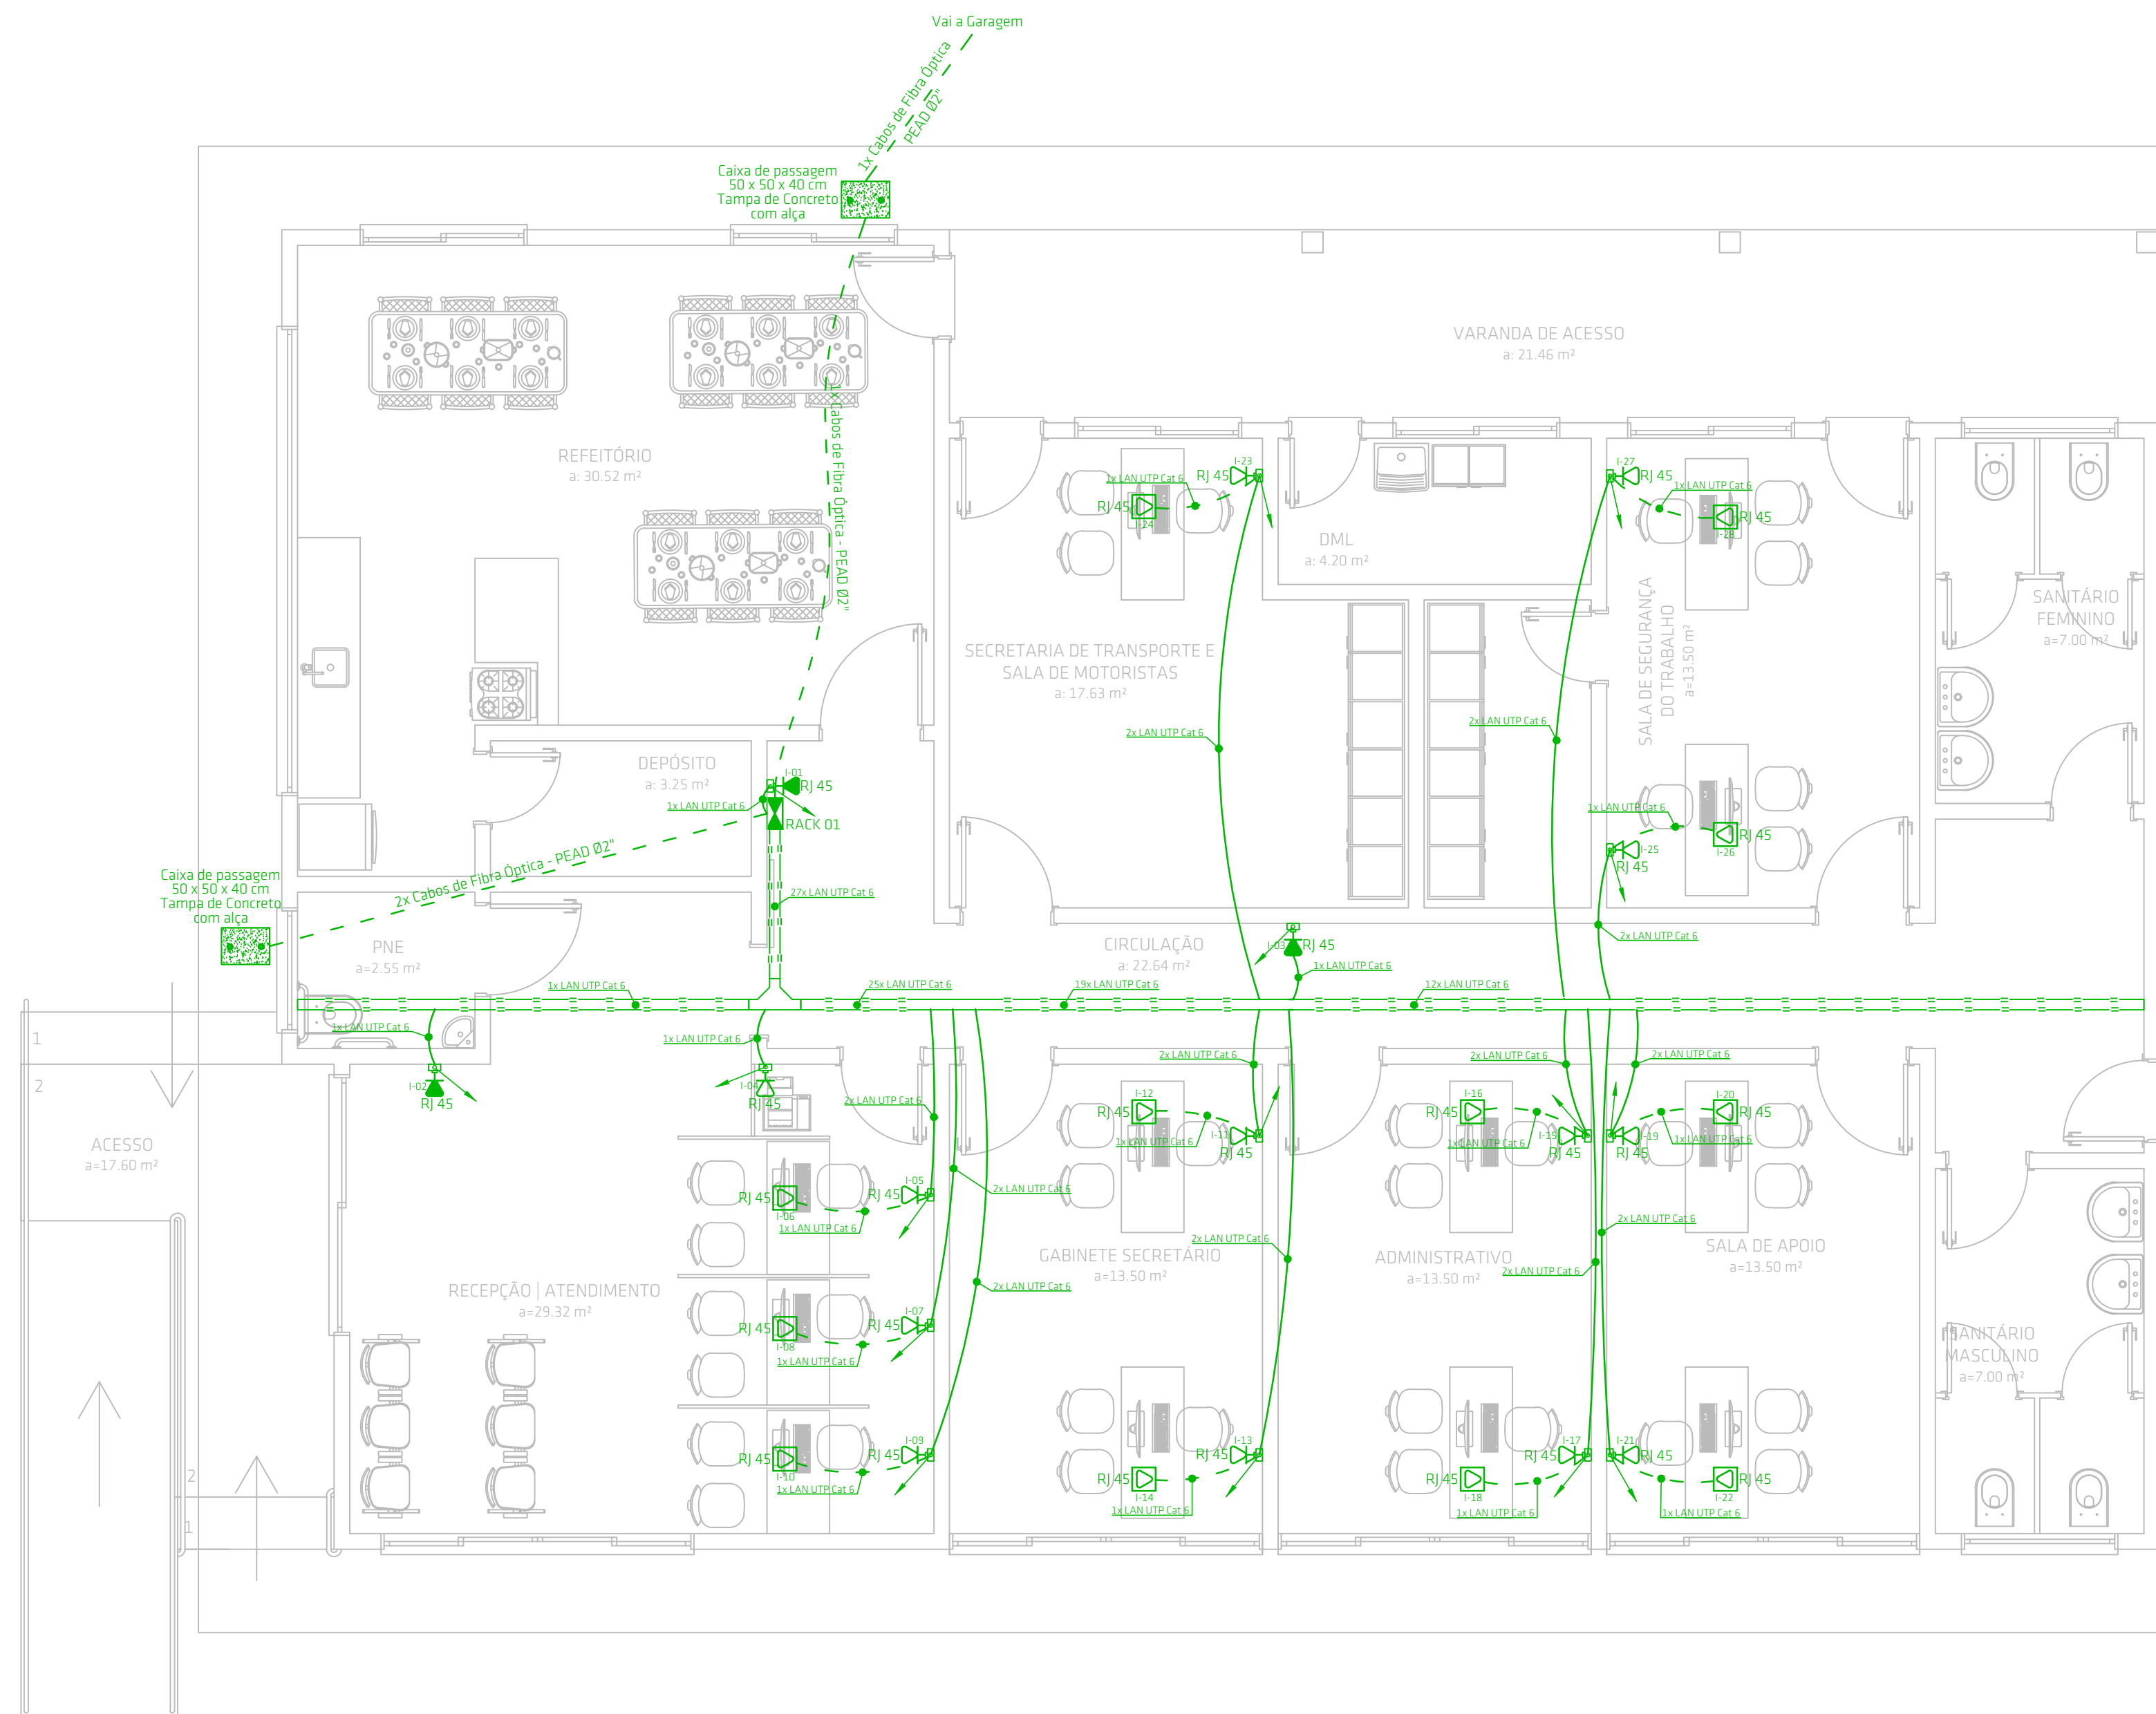 Vai a Garagem
1x Cabos de Fibra Óptica
PEAD Ø2"
Caixa de passagem
50 x 50 x 40 cm
Tampa de Concreto
com alça
VARANDA DE ACESSO
a: 21.46 m²
REFEITÓRIO
a: 30.52 m²
1x Cabos de Fibra Óptica - PEAD Ø2"
I-23
RJ 45
1x LAN UTP Cat 6
RJ 45
I-24
I-27
RJ 45
1x LAN UTP Cat 6
RJ 45
I-28
DML
a: 4.20 m²
SALA DE SEGURANÇA
DO TRABALHO
a=13.50 m²
SANITÁRIO
FEMININO
a=7.00 m²
SECRETARIA DE TRANSPORTE E
SALA DE MOTORISTAS
a: 17.63 m²
2x LAN UTP Cat 6
2x LAN UTP Cat 6
DEPÓSITO
a: 3.25 m²
I-01
RJ 45
1x LAN UTP Cat 6
RACK 01
1x LAN UTP Cat 6
RJ 45
I-26
I-25
RJ 45
2x Cabos de Fibra Óptica - PEAD Ø2"
Caixa de passagem
50 x 50 x 40 cm
Tampa de Concreto
com alça
27x LAN UTP Cat 6
2x LAN UTP Cat 6
PNE
a=2.55 m²
CIRCULAÇÃO
a: 22.64 m²
I-03
RJ 45
1x LAN UTP Cat 6
1x LAN UTP Cat 6
25x LAN UTP Cat 6
19x LAN UTP Cat 6
12x LAN UTP Cat 6
1x LAN UTP Cat 6
1x LAN UTP Cat 6
1
2
2x LAN UTP Cat 6
2x LAN UTP Cat 6
2x LAN UTP Cat 6
I-02
RJ 45
I-04
RJ 45
2x LAN UTP Cat 6
I-12
RJ 45
1x LAN UTP Cat 6
I-11
RJ 45
I-16
RJ 45
1x LAN UTP Cat 6
I-15
RJ 45
I-19
RJ 45
I-20
RJ 45
1x LAN UTP Cat 6
ACESSO
a=17.60 m²
RJ 45
I-06
I-05
RJ 45
1x LAN UTP Cat 6
2x LAN UTP Cat 6
2x LAN UTP Cat 6
2x LAN UTP Cat 6
GABINETE SECRETÁRIO
a=13.50 m²
ADMINISTRATIVO
a=13.50 m²
SALA DE APOIO
a=13.50 m²
2x LAN UTP Cat 6
2x LAN UTP Cat 6
RECEPÇÃO | ATENDIMENTO
a=29.32 m²
RJ 45
I-08
I-07
RJ 45
1x LAN UTP Cat 6
SANITÁRIO
MASCULINO
a=7.00 m²
RJ 45
I-10
I-09
RJ 45
1x LAN UTP Cat 6
I-13
RJ 45
RJ 45
I-14
1x LAN UTP Cat 6
I-17
RJ 45
RJ 45
I-18
1x LAN UTP Cat 6
I-21
RJ 45
RJ 45
I-22
1x LAN UTP Cat 6
2
1